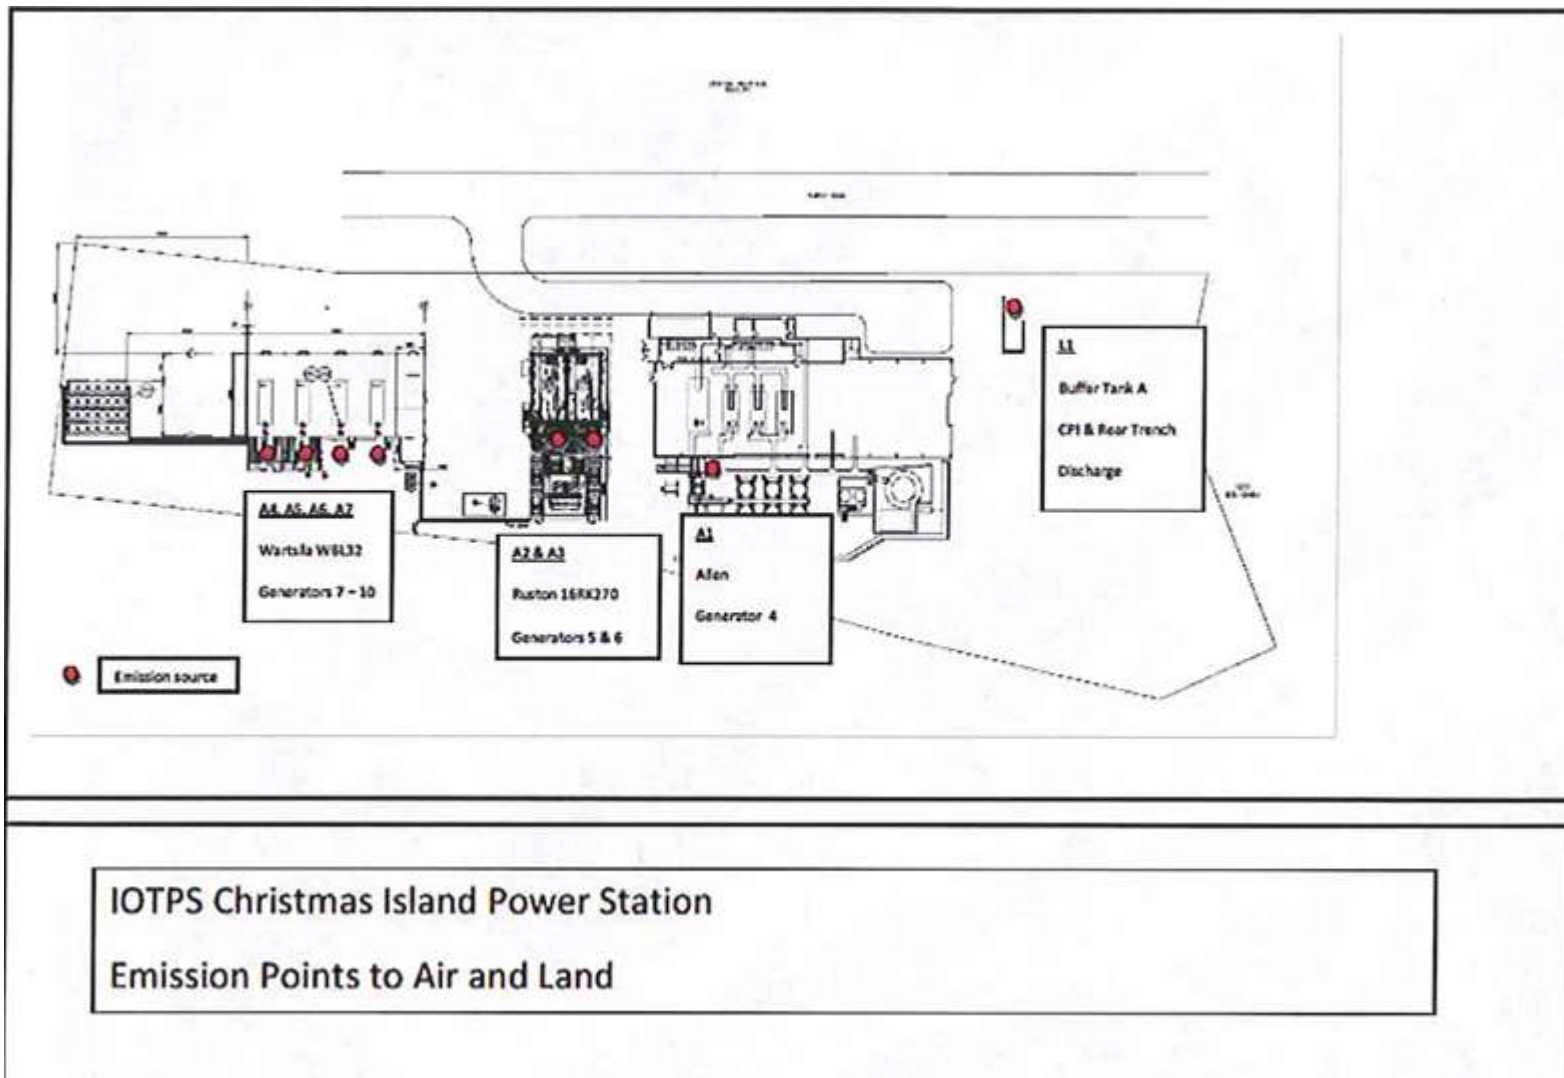 A4, A5, A6, A7
Wartsila W6L32
Generators 7 – 10
A2 & A3
Ruston 16RK270
Generators 5 & 6
A1
Allen
Generator 4
L1
Buffer Tank A
CPI & Rear Trench
Discharge
Emission source
IOTPS Christmas Island Power Station
Emission Points to Air and Land